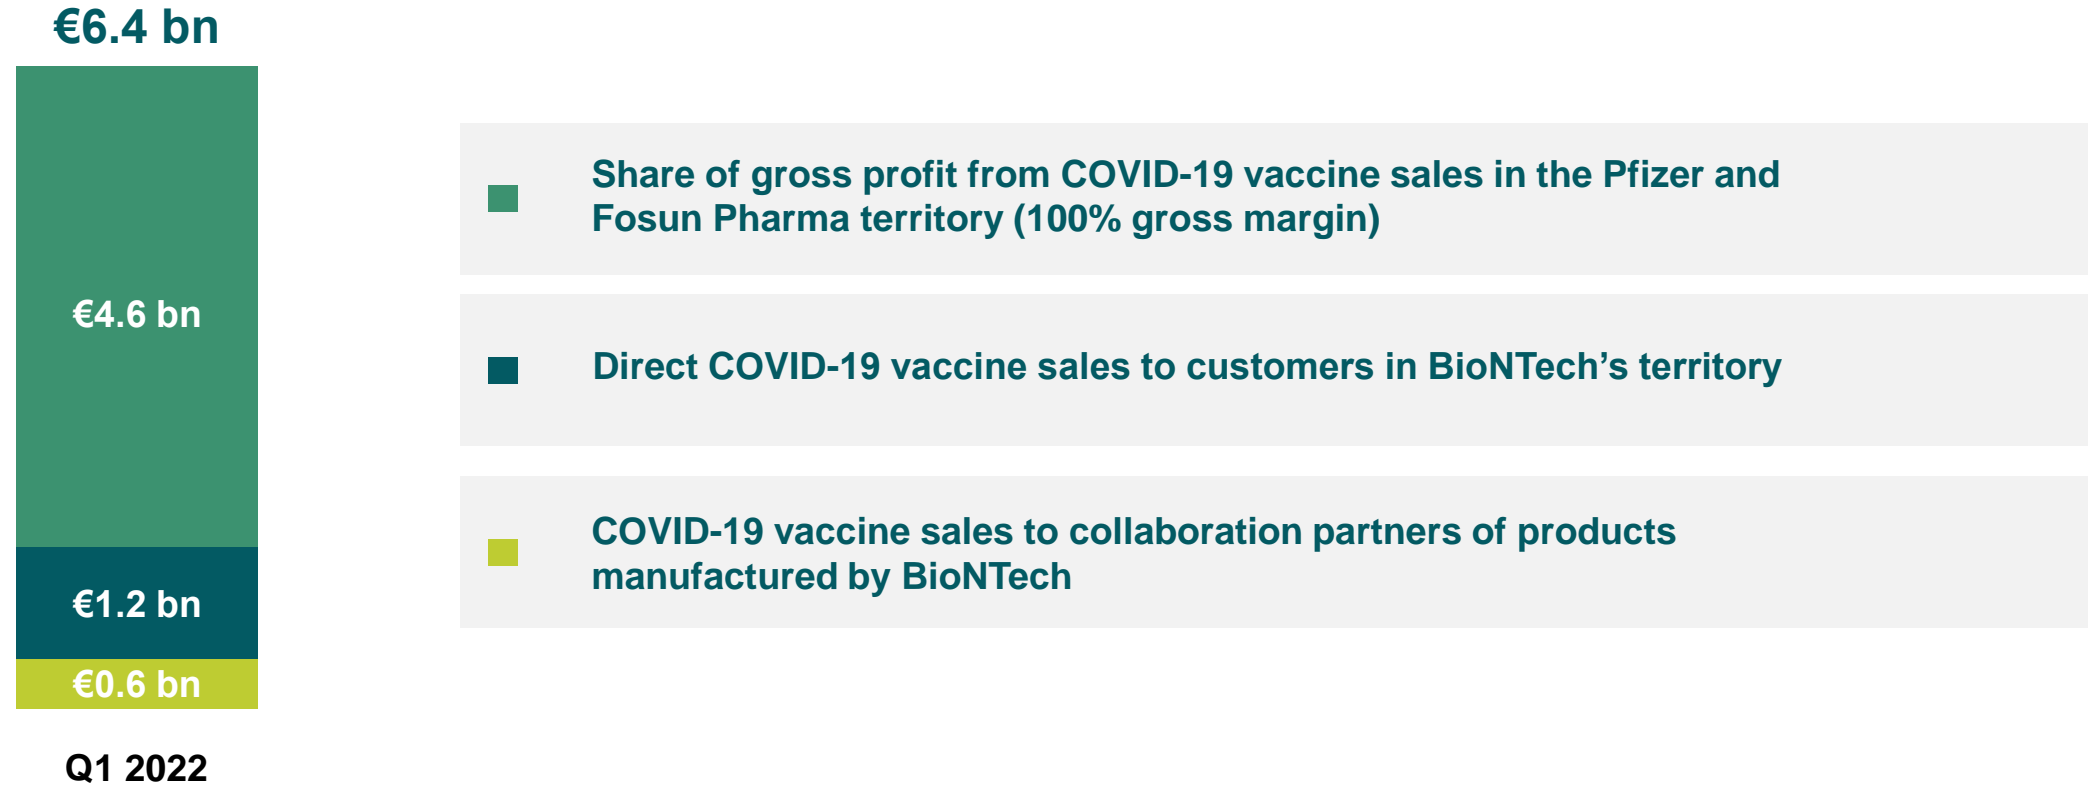 €6.4 bn
€4.6 bn
€1.2 bn
€0.6 bn
Q1 2022
Share of gross profit from COVID-19 vaccine sales in the Pfizer and
Fosun Pharma territory (100% gross margin)
Direct COVID-19 vaccine sales to customers in BioNTech’s territory
COVID-19 vaccine sales to collaboration partners of products
manufactured by BioNTech